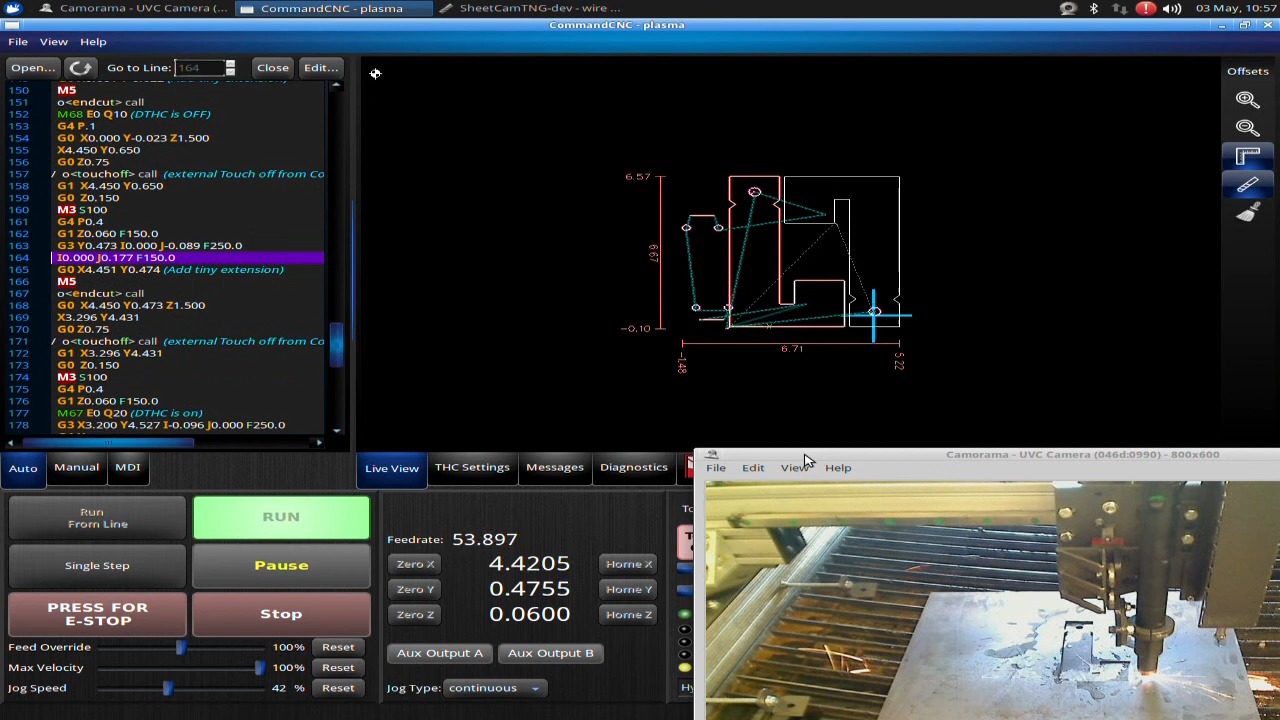 Camorama - UVC Camera (...
CommandCNC - plasma
SheetCamTNG-dev - wire ...
03 May, 10:57
CommandCNC - plasma
File View Help
Open... Go to Line: 164 Close Edit...
Offsets
150 M5
151 o<endcut> call
152 M68 E0 Q10 (DTHC is OFF)
153 G4 P.1
154 G0 X0.000 Y-0.023 Z1.500
155 X4.450 Y0.650
156 G0 Z0.75
157 / o<touchoff> call (external Touch off from Co
158 G1 X4.450 Y0.650
159 G0 Z0.150
160 M3 S100
161 G4 P0.4
162 G1 Z0.060 F150.0
163 G3 Y0.473 I0.000 J-0.089 F250.0
164 I0.000 J0.177 F150.0
165 G0 X4.451 Y0.474 (Add tiny extension)
166 M5
167 o<endcut> call
168 G0 X4.450 Y0.473 Z1.500
169 X3.296 Y4.431
170 G0 Z0.75
171 / o<touchoff> call (external Touch off from Co
172 G1 X3.296 Y4.431
173 G0 Z0.150
174 M3 S100
175 G4 P0.4
176 G1 Z0.060 F150.0
177 M67 E0 Q20 (DTHC is on)
178 G3 X3.200 Y4.527 I-0.096 J0.000 F250.0
6.57
6.67
-0.10
-1.48
6.71
5.22
Auto Manual MDI
Live View THC Settings Messages Diagnostics
Run
From Line
RUN
Single Step
Pause
PRESS FOR
E-STOP
Stop
Feed Override 100% Reset
Max Velocity 100% Reset
Jog Speed 42 % Reset
Feedrate: 53.897
Zero X 4.4205 Home X
Zero Y 0.4755 Home Y
Zero Z 0.0600 Home Z
Aux Output A Aux Output B
Jog Type: continuous
Camorama - UVC Camera (046d:0990) - 800x600
File Edit View Help